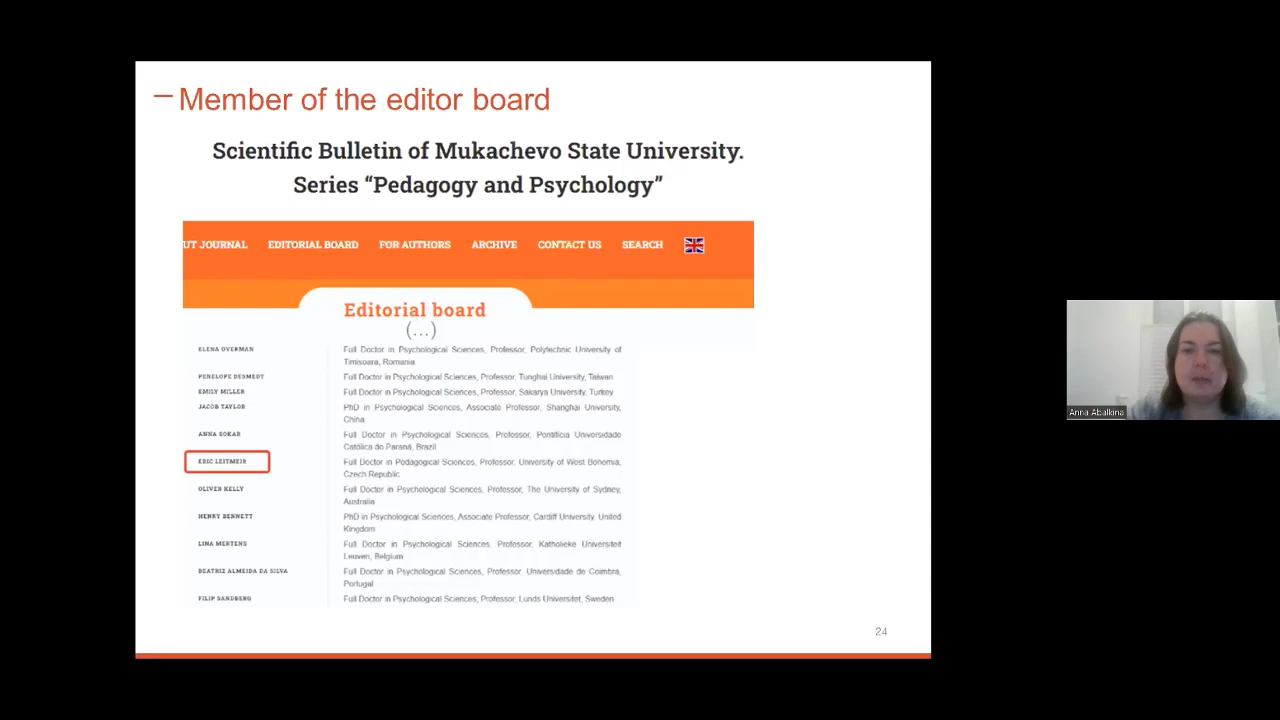 Member of the editor board
Scientific Bulletin of Mukachevo State University.
Series “Pedagogy and Psychology”
UT JOURNAL EDITORIAL BOARD FOR AUTHORS ARCHIVE CONTACT US SEARCH
Editorial board
(...)
ELENA OVERMAN Full Doctor in Psychological Sciences, Professor, Polytechnic University of
Timisoara, Romania
PENELOPE DESMEDT Full Doctor in Psychological Sciences, Professor, Tunghai University, Taiwan
EMILY MILLER Full Doctor in Psychological Sciences, Professor, Sakarya University, Turkey
JACOB TAYLOR PhD in Psychological Sciences, Associate Professor, Shanghai University,
China
ANNA SOKAR Full Doctor in Psychological Sciences, Professor, Pontifícia Universidade
Católica do Paraná, Brazil
ERIC LEITMEIR Full Doctor in Pedagogical Sciences, Professor, University of West Bohemia,
Czech Republic
OLIVER KELLY Full Doctor in Psychological Sciences, Professor, The University of Sydney,
Australia
HENRY BENNETT PhD in Psychological Sciences, Associate Professor, Cardiff University, United
Kingdom
LINA MERTENS Full Doctor in Psychological Sciences, Professor, Katholieke Universiteit
Leuven, Belgium
BEATRIZ ALMEIDA DA SILVA Full Doctor in Psychological Sciences, Professor. Universidade de Coimbra,
Portugal
FILIP SANDBERG Full Doctor in Psychological Sciences, Professor, Lunds Universitet, Sweden
24
Anna Abalkina